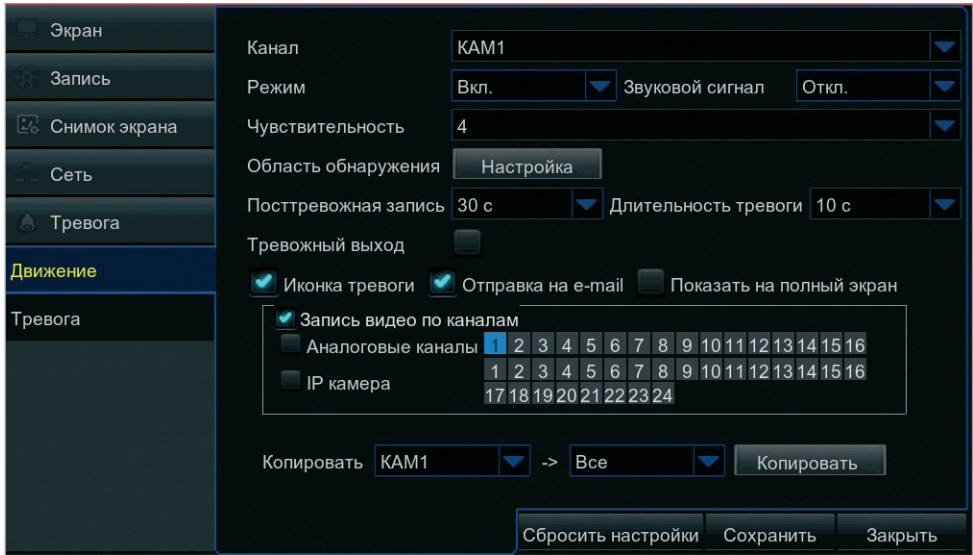 Экран
Запись
Снимок экрана
Сеть
Тревога
Движение
Тревога
Канал КАМ1
Режим Вкл. Звуковой сигнал Откл.
Чувствительность 4
Область обнаружения Настройка
Посттревожная запись 30 с Длительность тревоги 10 с
Тревожный выход
Иконка тревоги Отправка на e-mail Показать на полный экран
Запись видео по каналам
Аналоговые каналы 1 2 3 4 5 6 7 8 9 10 11 12 13 14 15 16
IP камера 1 2 3 4 5 6 7 8 9 10 11 12 13 14 15 16
17 18 19 20 21 22 23 24
Копировать КАМ1 -> Все Копировать
Сбросить настройки Сохранить Закрыть